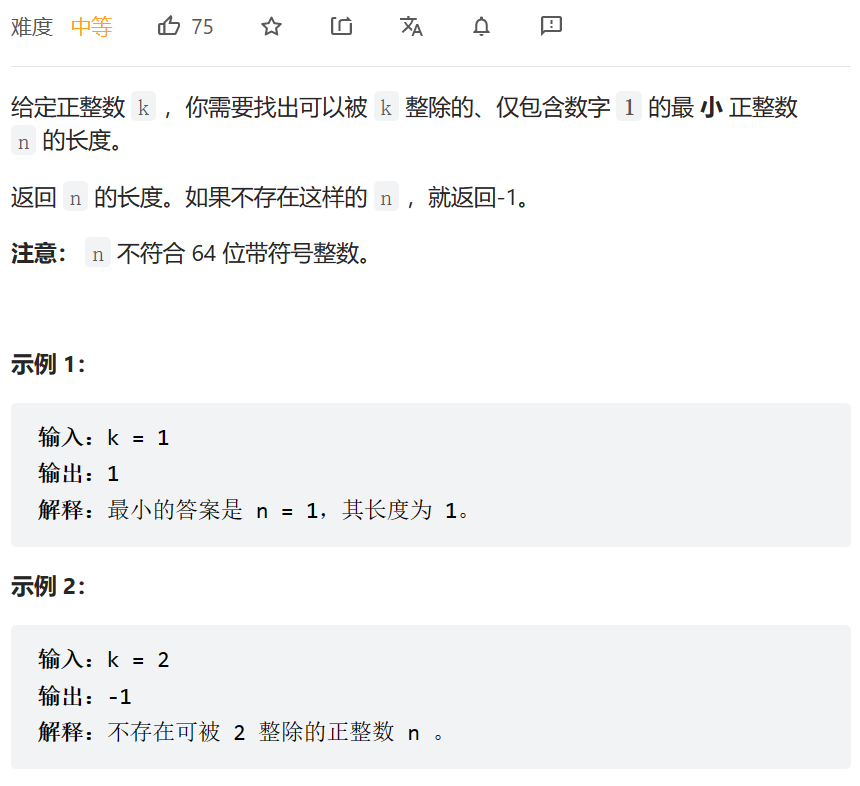 难度 中等 75
给定正整数 k ，你需要找出可以被 k 整除的、仅包含数字 1 的最 小 正整数
n 的长度。
返回 n 的长度。如果不存在这样的 n ，就返回-1。
注意： n 不符合 64 位带符号整数。
示例 1：
输入：k = 1
输出：1
解释：最小的答案是 n = 1，其长度为 1。
示例 2：
输入：k = 2
输出：-1
解释：不存在可被 2 整除的正整数 n 。